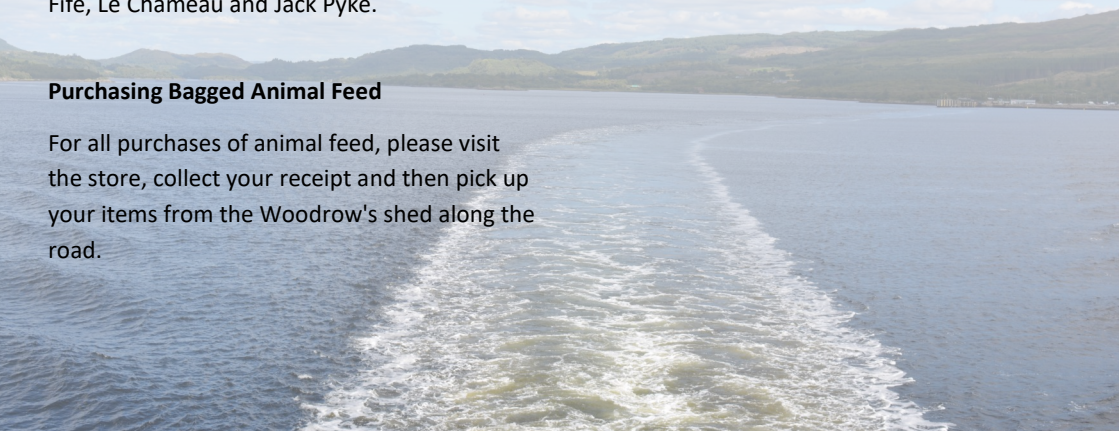 Fife, Le Chameau and Jack Pyke.
Purchasing Bagged Animal Feed
For all purchases of animal feed, please visit
the store, collect your receipt and then pick up
your items from the Woodrow's shed along the
road.